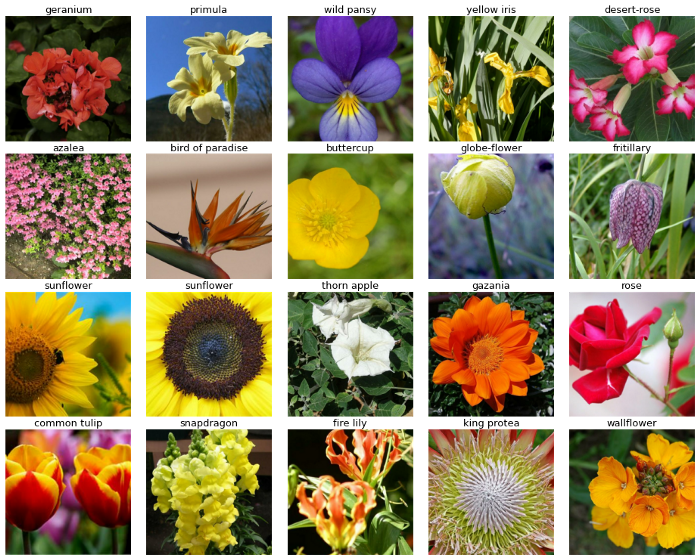 geranium
primula
wild pansy
yellow iris
desert-rose
azalea
bird of paradise
buttercup
globe-flower
fritillary
sunflower
sunflower
thorn apple
gazania
rose
common tulip
snapdragon
fire lily
king protea
wallflower